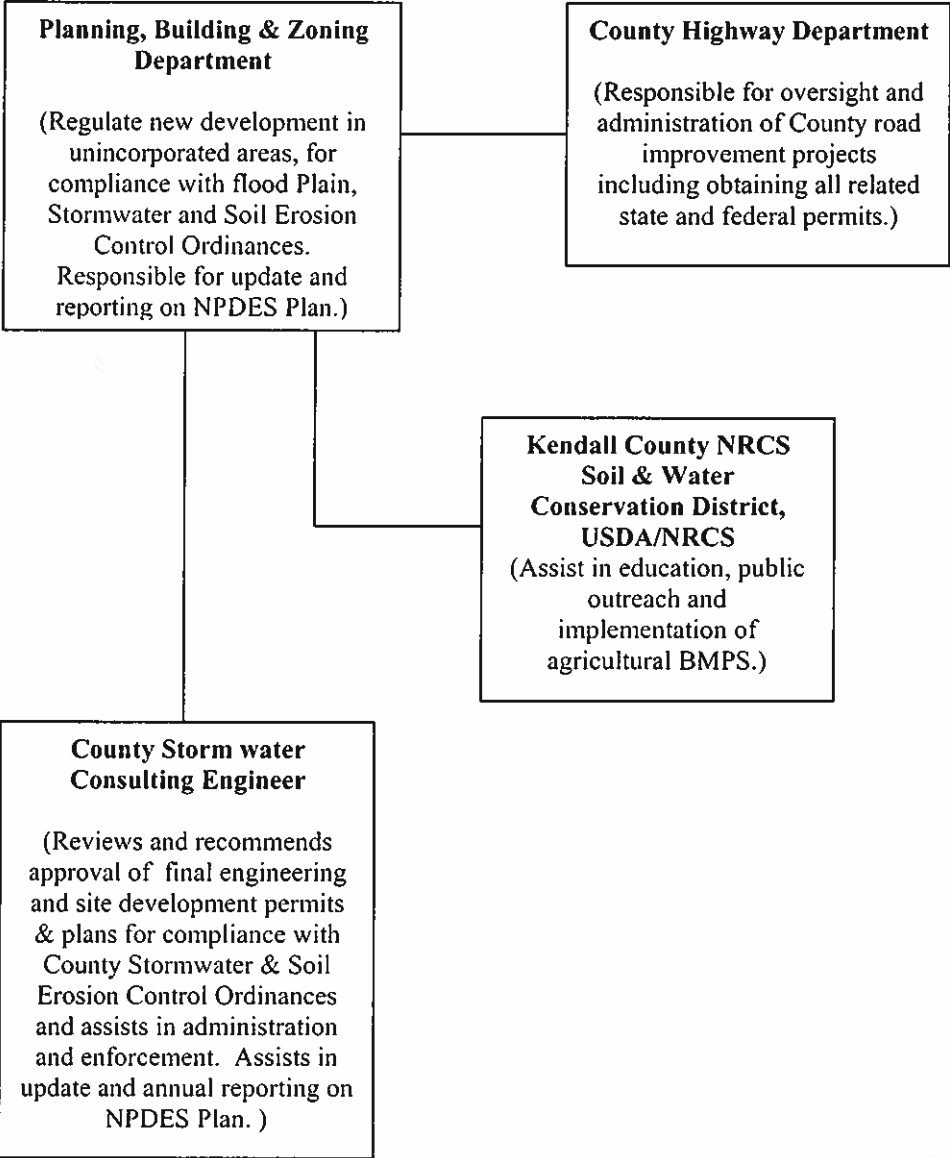 Planning, Building & Zoning
Department
(Regulate new development in
unincorporated areas, for
compliance with flood Plain,
Stormwater and Soil Erosion
Control Ordinances.
Responsible for update and
reporting on NPDES Plan.)
County Highway Department
(Responsible for oversight and
administration of County road
improvement projects
including obtaining all related
state and federal permits.)
Kendall County NRCS
Soil & Water
Conservation District,
USDA/NRCS
(Assist in education, public
outreach and
implementation of
agricultural BMPS.)
County Storm water
Consulting Engineer
(Reviews and recommends
approval of final engineering
and site development permits
& plans for compliance with
County Stormwater & Soil
Erosion Control Ordinances
and assists in administration
and enforcement. Assists in
update and annual reporting on
NPDES Plan. )